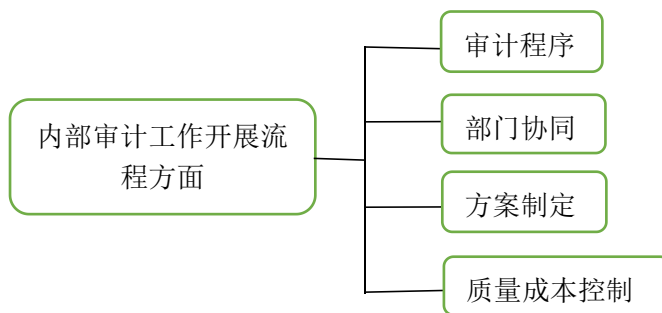 审计程序
部门协同
内部审计工作开展流
程方面
方案制定
质量成本控制